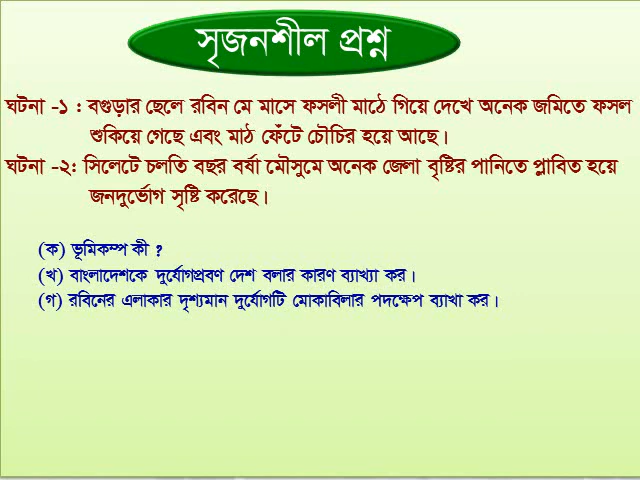 সৃজনশীল প্রশ্ন
ঘটনা -১ : বগুড়ার ছেলে রবিন মে মাসে ফসলী মাঠে গিয়ে দেখে অনেক জমিতে ফসল
শুকিয়ে গেছে এবং মাঠ ফেঁটে চৌচির হয়ে আছে।
ঘটনা -২: সিলেটে চলতি বছর বর্ষা মৌসুমে অনেক জেলা বৃষ্টির পানিতে প্লাবিত হয়ে
জনদুর্ভোগ সৃষ্টি করেছে।
(ক) ভূমিকম্প কী ?
(খ) বাংলাদেশকে দুর্যোগপ্রবণ দেশ বলার কারণ ব্যাখ্যা কর।
(গ) রবিনের এলাকার দৃশ্যমান দুর্যোগটি মোকাবিলার পদক্ষেপ ব্যাখা কর।